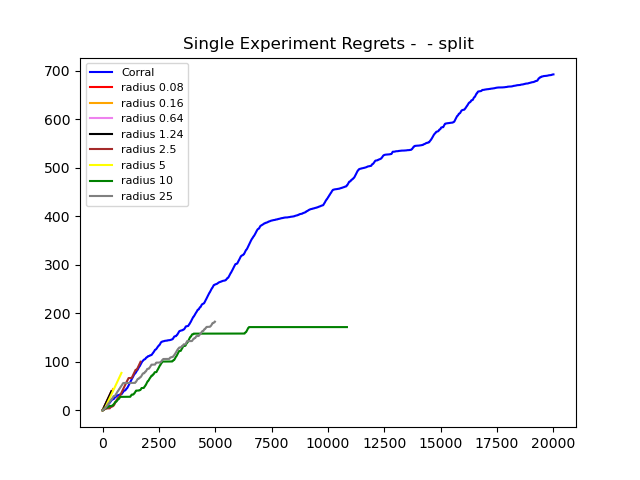 Single Experiment Regrets -  - split
700
600
500
400
300
200
100
0
Corral
radius 0.08
radius 0.16
radius 0.64
radius 1.24
radius 2.5
radius 5
radius 10
radius 25
0 2500 5000 7500 10000 12500 15000 17500 20000